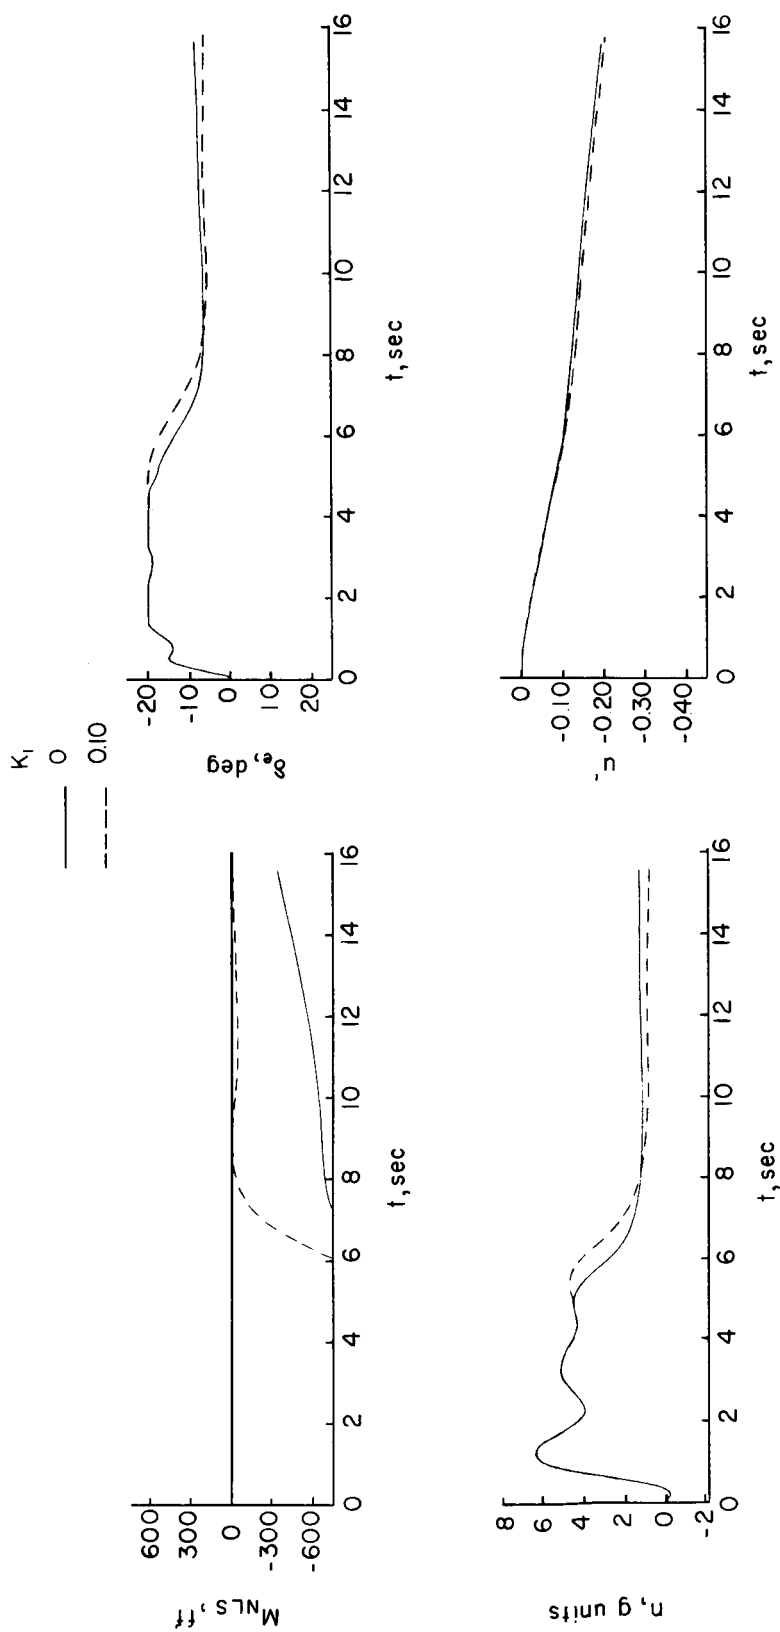 K₁
0
0.10
600
300
0
-300
-600
M_NLS, ff
0 2 4 6 8 10 12 14 16
t, sec
-20
-10
0
10
20
δₑ, deg
0 2 4 6 8 10 12 14 16
t, sec
8
6
4
2
0
-2
n, g units
0 2 4 6 8 10 12 14 16
t, sec
0
-0.10
-0.20
-0.30
-0.40
u'
0 2 4 6 8 10 12 14 16
t, sec